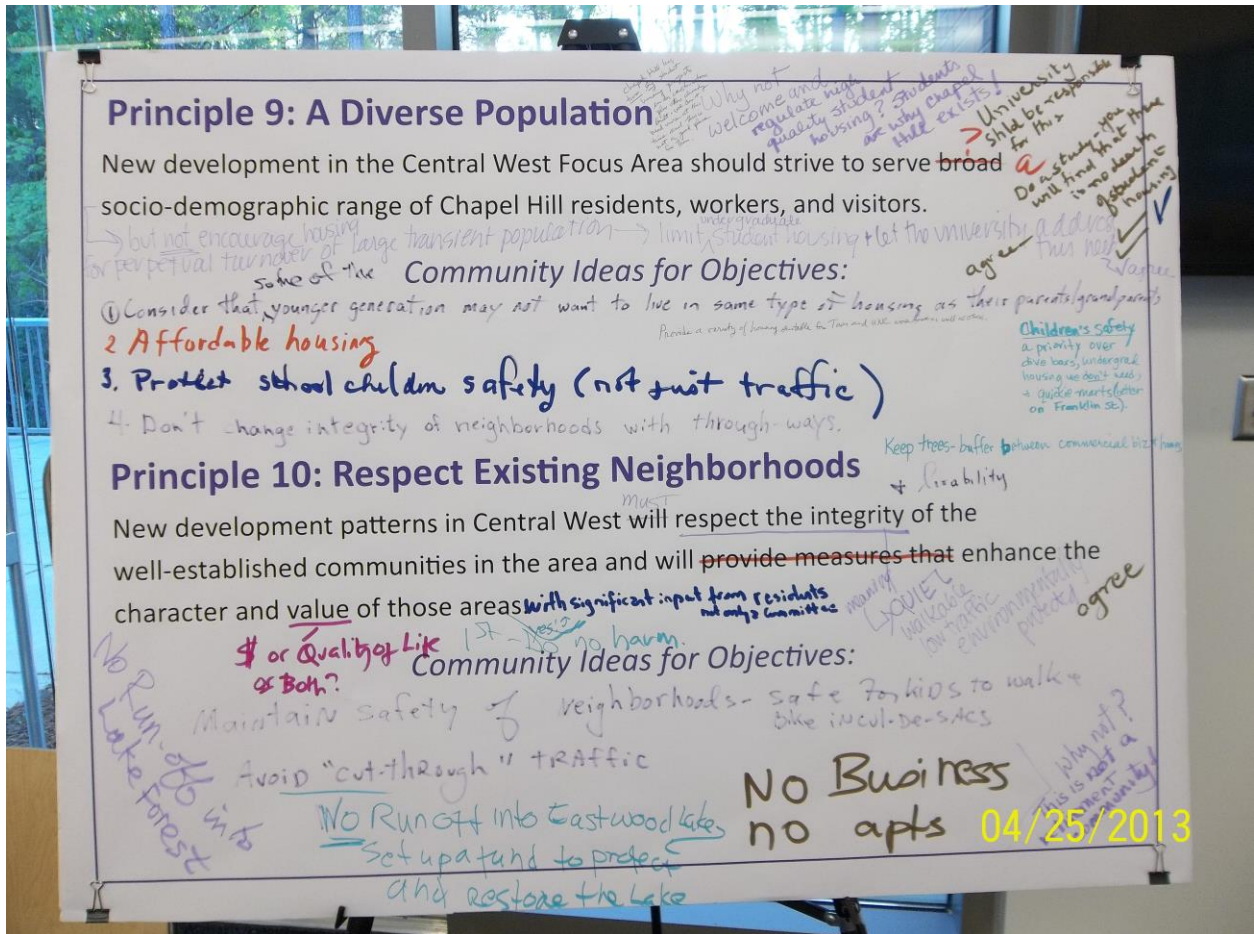 Principle 9: A Diverse Population
Why not
welcome and
regulate high
quality student
housing? Students
are why Chapel
Hill exists!
University
shld be responsible
for this
Do a study - you
will find that there
is no dearth
of student
housing
New development in the Central West Focus Area should strive to serve broad a
socio-demographic range of Chapel Hill residents, workers, and visitors.
but not encourage housing
for perpetual turnover of large transient population → limit undergraduate student housing + let the university address
this need
Vague
agree
Community Ideas for Objectives:
① Consider that some of the younger generation may not want to live in same type of housing as their parents/grandparents
Provide a variety of housing suitable for Town and UNC
2 Affordable housing
3. Protect school children safety (not just traffic)
4. Don't change integrity of neighborhoods with through-ways.
Children's safety
a priority over
dive bars, undergrad
housing we don't need,
+ quickie marts (better
on Franklin St).
Keep trees - buffer between commercial biz + homes
Principle 10: Respect Existing Neighborhoods
+ livability
must
New development patterns in Central West will respect the integrity of the
well-established communities in the area and will provide measures that enhance the
character and value of those areas with significant input from residents
not only a committee
meaning
QUIET
walkable
low traffic
environmentally
protected
agree
$ or Quality of Life
or Both?
1st - Do no harm.
Yes!
Community Ideas for Objectives:
Maintain safety of neighborhoods - safe for kids to walk +
bike in cul-de-sacs
Avoid "cut-through" traffic
No Run-off into
Lake Forest
No Runoff into Eastwood Lake,
Set up a fund to protect
and restore the Lake
No Business
no apts
Why not?
This is not a
community!
04/25/2013